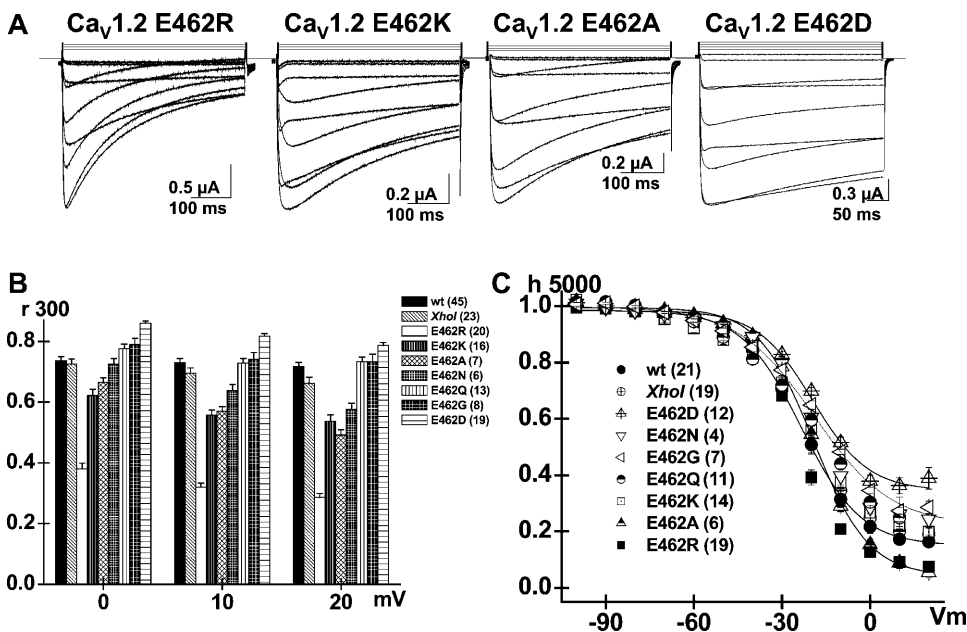 A
CaV1.2 E462R
CaV1.2 E462K
CaV1.2 E462A
CaV1.2 E462D
0.5 µA
100 ms
0.2 µA
100 ms
0.2 µA
100 ms
0.3 µA
50 ms
B
r 300
0.8
0.6
0.4
0.2
0.0
0
10
20
mV
wt (45)
XhoI (23)
E462R (20)
E462K (16)
E462A (7)
E462N (6)
E462Q (13)
E462G (8)
E462D (19)
C
h 5000
1.0
0.8
0.6
0.4
0.2
0.0
-90
-60
-30
0
Vm
wt (21)
XhoI (19)
E462D (12)
E462N (4)
E462G (7)
E462Q (11)
E462K (14)
E462A (6)
E462R (19)